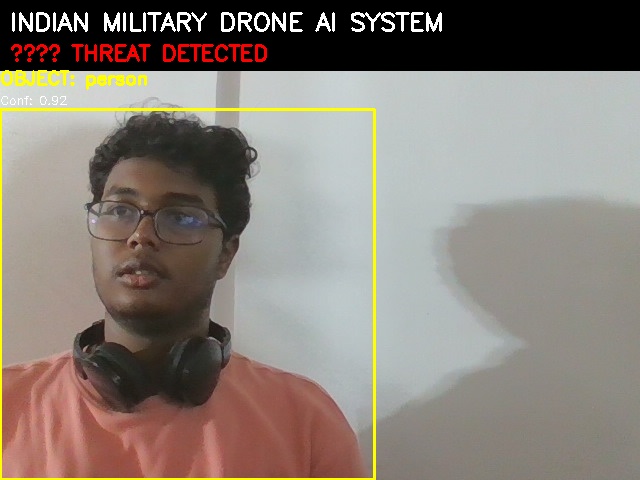 INDIAN MILITARY DRONE AI SYSTEM
???? THREAT DETECTED
OBJECT: person
Conf: 0.92